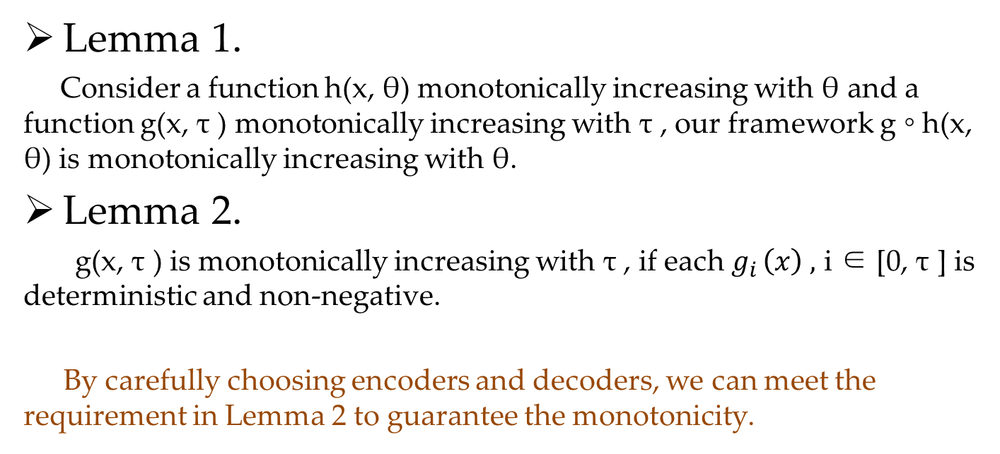 ➢ Lemma 1.
Consider a function h(x, θ) monotonically increasing with θ and a
function g(x, τ ) monotonically increasing with τ , our framework g ∘ h(x,
θ) is monotonically increasing with θ.
➢ Lemma 2.
g(x, τ ) is monotonically increasing with τ , if each gᵢ (x) , i ∈ [0, τ ] is
deterministic and non-negative.
By carefully choosing encoders and decoders, we can meet the
requirement in Lemma 2 to guarantee the monotonicity.